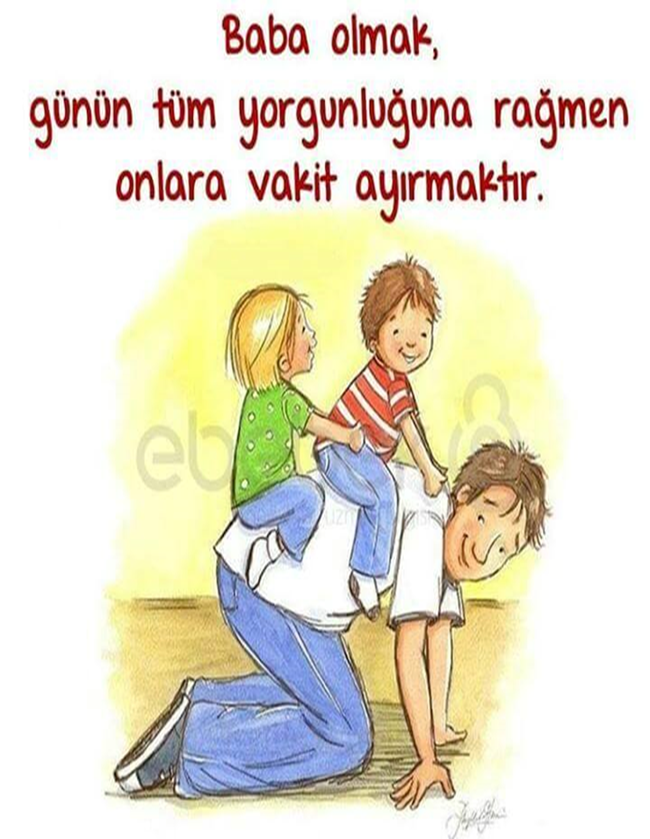 Baba olmak,
günün tüm yorgunluğuna rağmen
onlara vakit ayırmaktır.